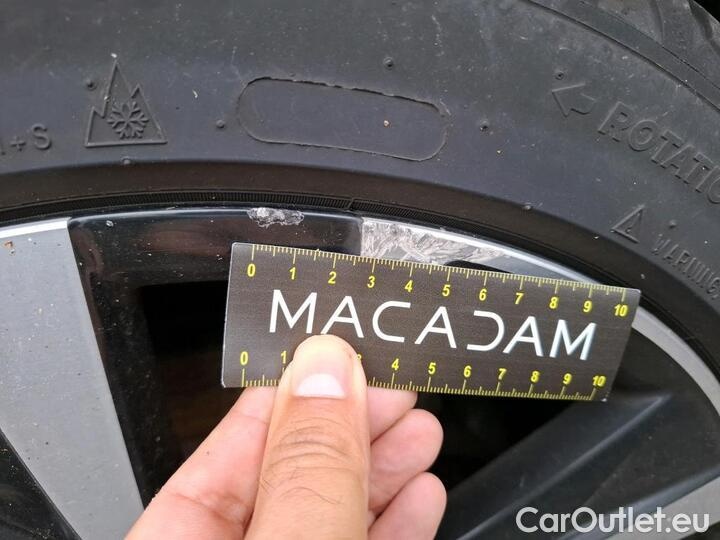 M+S
ROTATIO
WARNING
0 1 2 3 4 5 6 7 8 9 10
MACADAM
0 1 3 4 5 6 7 8 9 10
CarOutlet.eu